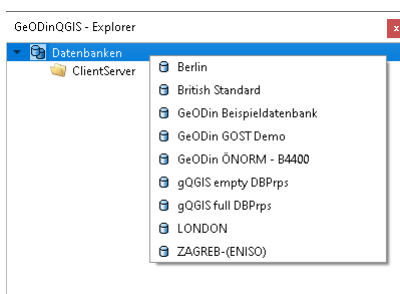 GeODinQGIS - Explorer
x
Datenbanken
ClientServer
Berlin
British Standard
GeODin Beispieldatenbank
GeODin GOST Demo
GeODin ÖNORM - B4400
gQGIS empty DBPrps
gQGIS full DBPrps
LONDON
ZAGREB-(ENISO)